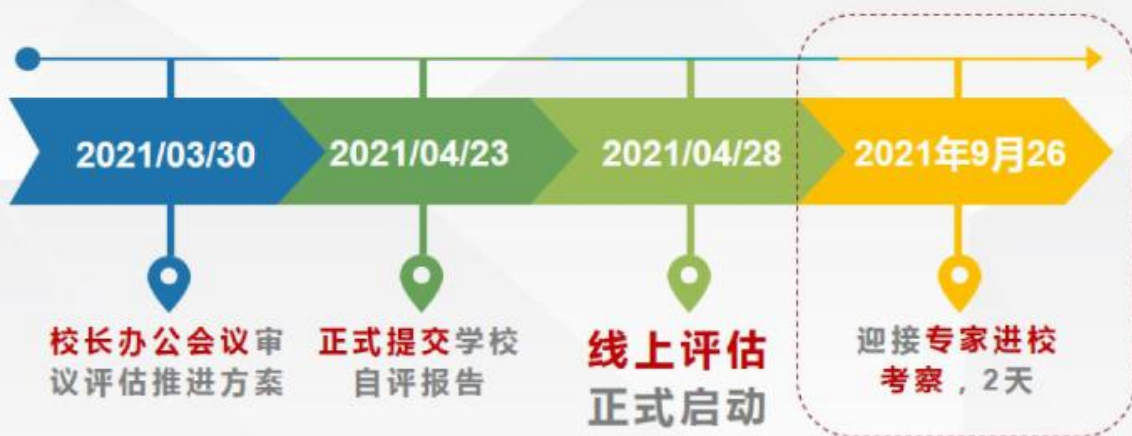 2021/03/30
2021/04/23
2021/04/28
2021年9月26
校长办公会议审
议评估推进方案
正式提交学校
自评报告
线上评估
正式启动
迎接专家进校
考察，2天